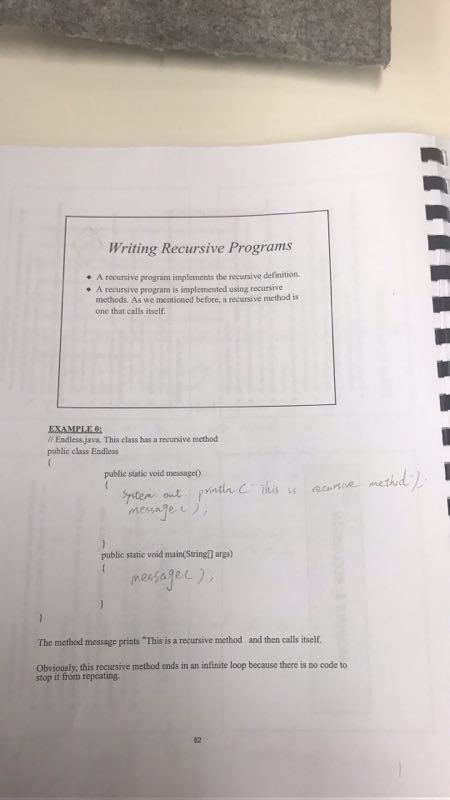 Writing Recursive Programs
◆ A recursive program implements the recursive definition.
◆ A recursive program is implemented using recursive
methods. As we mentioned before, a recursive method is
one that calls itself.
EXAMPLE 0:
// Endless.java. This class has a recursive method
public class Endless
{
public static void message()
{
System out. println ( "This is recursive method");
message();
}
public static void main(String[] args)
{
message();
}
}
The method message prints "This is a recursive method and then calls itself.
Obviously, this recursive method ends in an infinite loop because there is no code to
stop it from repeating.
82